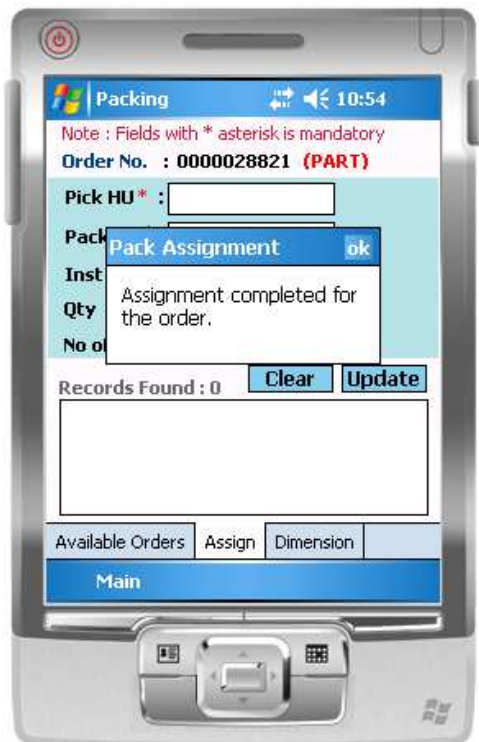 Packing 10:54
Note : Fields with * asterisk is mandatory
Order No. : 0000028821 (PART)
Pick HU* :
Pack
Pack Assignment ok
Inst
Assignment completed for
the order.
Qty
No of
Records Found : 0 Clear Update
Available Orders Assign Dimension
Main